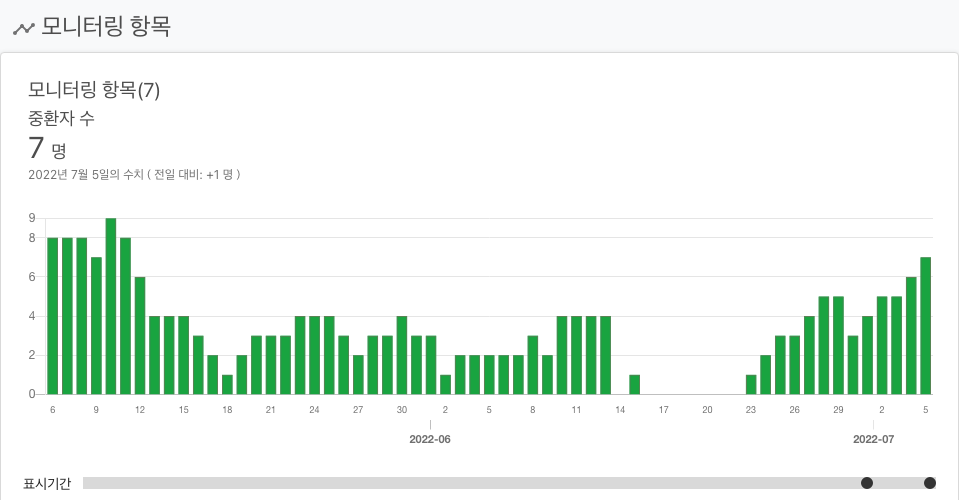 모니터링 항목
모니터링 항목(7)
중환자 수
7 명
2022년 7월 5일의 수치 ( 전일 대비: +1 명 )
9
8
6
4
2
0
6 9 12 15 18 21 24 27 30 2 5 8 11 14 17 20 23 26 29 2 5
2022-06 2022-07
표시기간